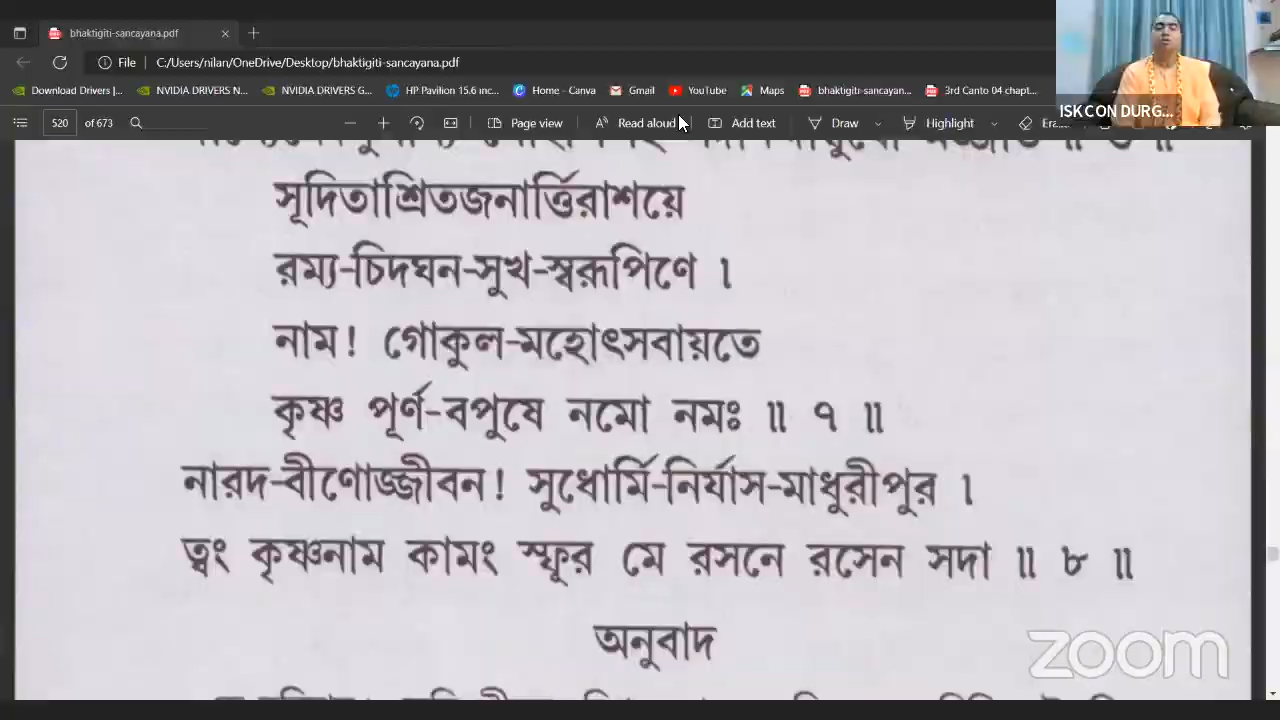 bhaktigiti-sancayana.pdf
File C:/Users/nilan/OneDrive/Desktop/bhaktigiti-sancayana.pdf
Download Drivers |... NVIDIA DRIVERS N... NVIDIA DRIVERS G... HP Pavilion 15.6 inc... Home - Canva Gmail YouTube Maps bhaktigiti-sancayan... 3rd Canto 04 chapt...
ISKCON DURG...
520 of 673 Page view Read aloud Add text Draw Highlight
সূদিতাশ্রিতজনার্ত্তিরাশয়ে
রম্য-চিদঘন-সুখ-স্বরূপিণে ।
নাম! গোকুল-মহোৎসবায়তে
কৃষ্ণ পূর্ণ-বপুষে নমো নমঃ ॥ ৭ ॥
নারদ-বীণোজ্জীবন! সুধোর্মি-নির্যাস-মাধুরীপুর ।
ত্বং কৃষ্ণনাম কামং স্ফূর মে রসনে রসেন সদা ॥ ৮ ॥
অনুবাদ
zoom